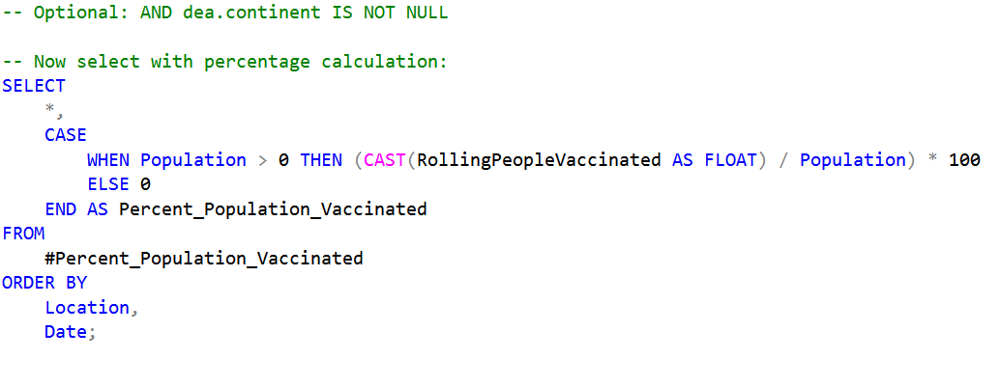 -- Optional: AND dea.continent IS NOT NULL
-- Now select with percentage calculation:
SELECT
*,
CASE
WHEN Population > 0 THEN (CAST(RollingPeopleVaccinated AS FLOAT) / Population) * 100
ELSE 0
END AS Percent_Population_Vaccinated
FROM
#Percent_Population_Vaccinated
ORDER BY
Location,
Date;